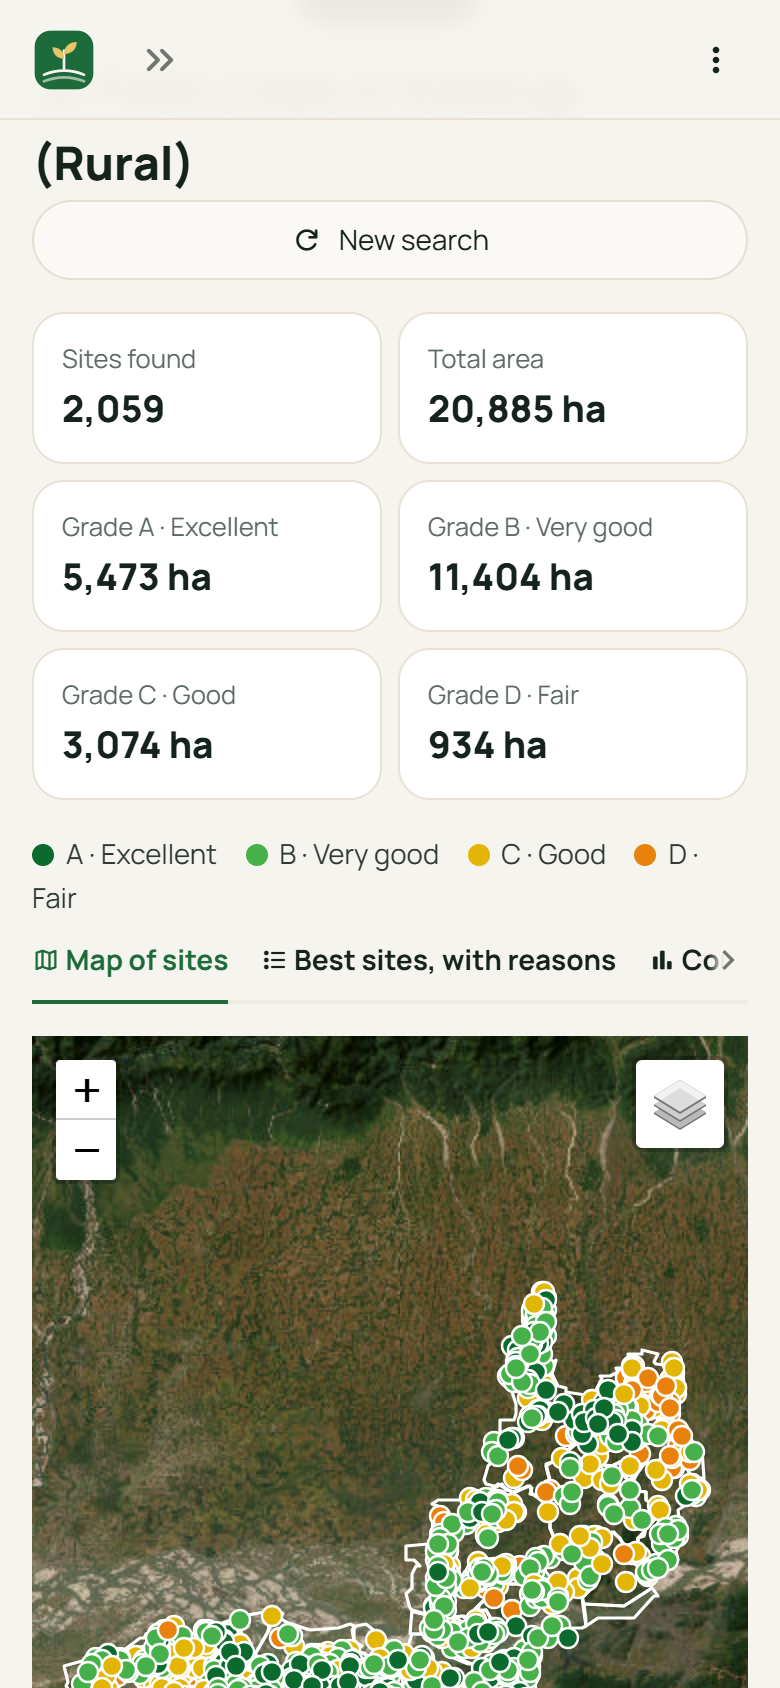 (Rural)
New search
Sites found
2,059
Total area
20,885 ha
Grade A · Excellent
5,473 ha
Grade B · Very good
11,404 ha
Grade C · Good
3,074 ha
Grade D · Fair
934 ha
A · Excellent B · Very good C · Good D ·
Fair
Map of sites Best sites, with reasons
+
−